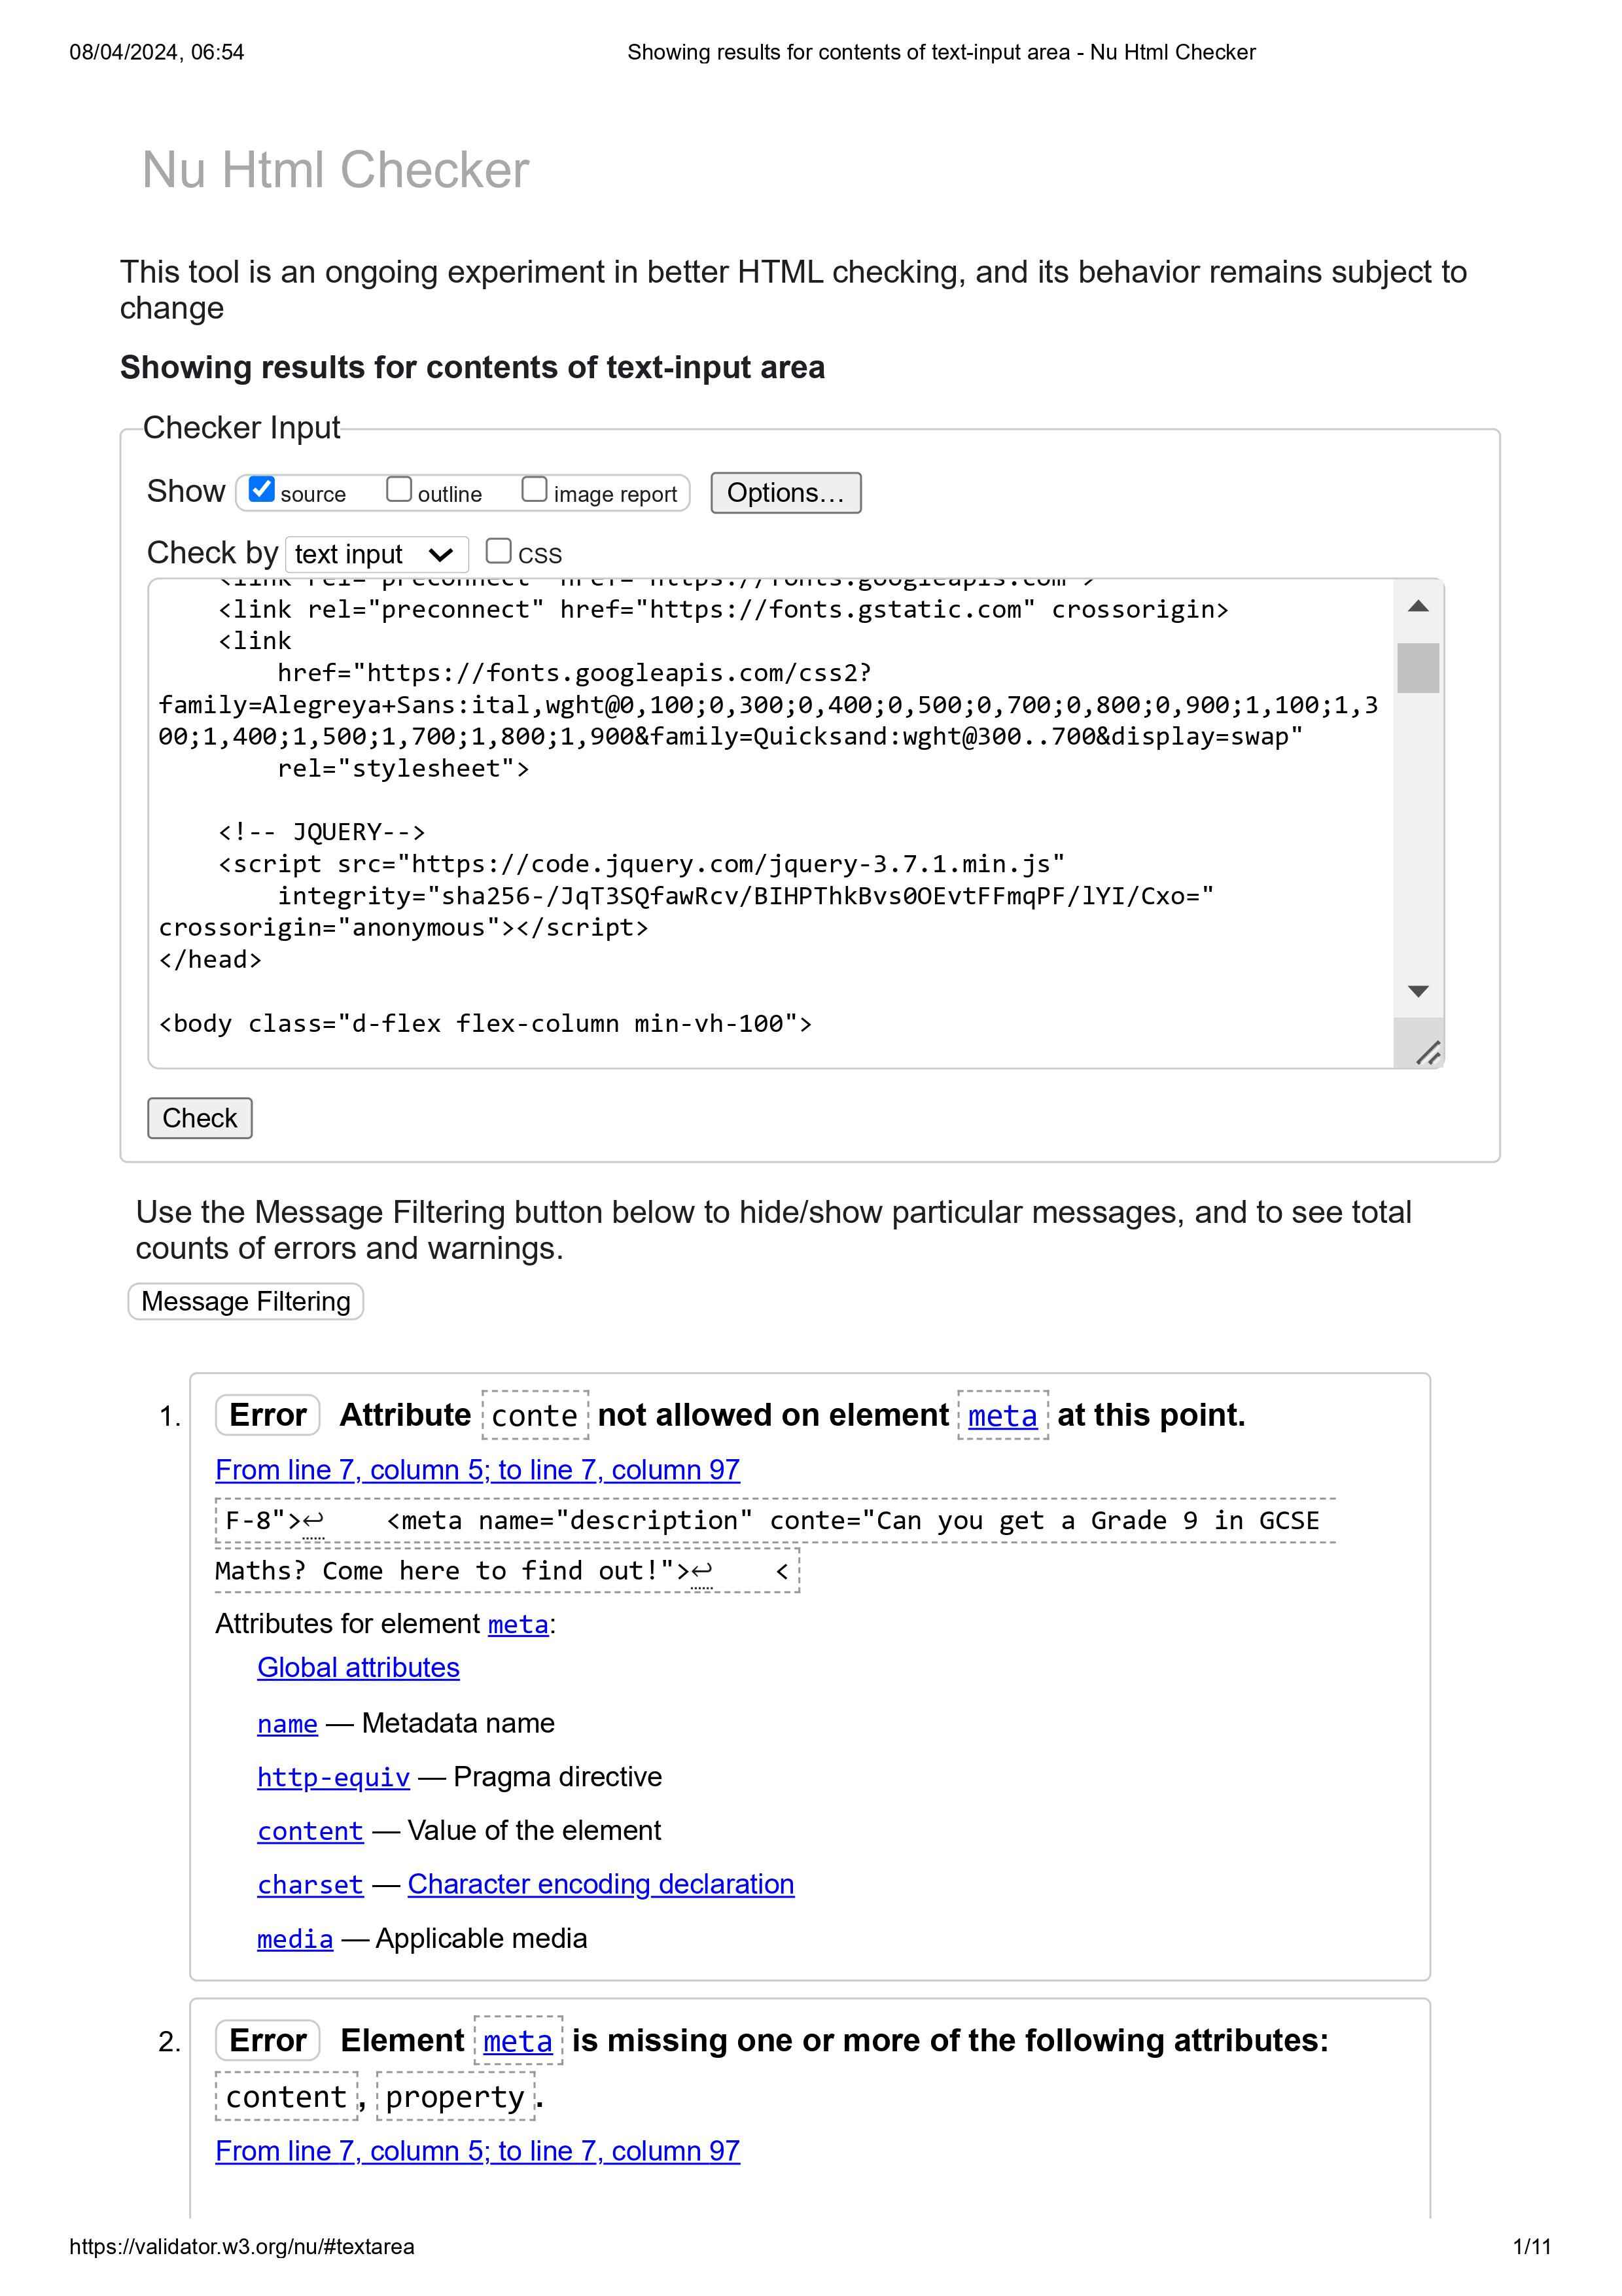 08/04/2024, 06:54
Showing results for contents of text-input area - Nu Html Checker
Nu Html Checker
This tool is an ongoing experiment in better HTML checking, and its behavior remains subject to
change
Showing results for contents of text-input area
Checker Input
Show source outline image report Options…
Check by text input CSS
<link rel="preconnect" href="https://fonts.googleapis.com">
<link rel="preconnect" href="https://fonts.gstatic.com" crossorigin>
<link
href="https://fonts.googleapis.com/css2?
family=Alegreya+Sans:ital,wght@0,100;0,300;0,400;0,500;0,700;0,800;0,900;1,100;1,3
00;1,400;1,500;1,700;1,800;1,900&family=Quicksand:wght@300..700&display=swap"
rel="stylesheet">
<!-- JQUERY-->
<script src="https://code.jquery.com/jquery-3.7.1.min.js"
integrity="sha256-/JqT3SQfawRcv/BIHPThkBvs0OEvtFFmqPF/lYI/Cxo="
crossorigin="anonymous"></script>
</head>
<body class="d-flex flex-column min-vh-100">
Check
Use the Message Filtering button below to hide/show particular messages, and to see total
counts of errors and warnings.
Message Filtering
1. Error Attribute conte not allowed on element meta at this point.
From line 7, column 5; to line 7, column 97
F-8">↩ <meta name="description" conte="Can you get a Grade 9 in GCSE
Maths? Come here to find out!">↩ <
Attributes for element meta:
Global attributes
name — Metadata name
http-equiv — Pragma directive
content — Value of the element
charset — Character encoding declaration
media — Applicable media
2. Error Element meta is missing one or more of the following attributes:
content, property.
From line 7, column 5; to line 7, column 97
https://validator.w3.org/nu/#textarea
1/11